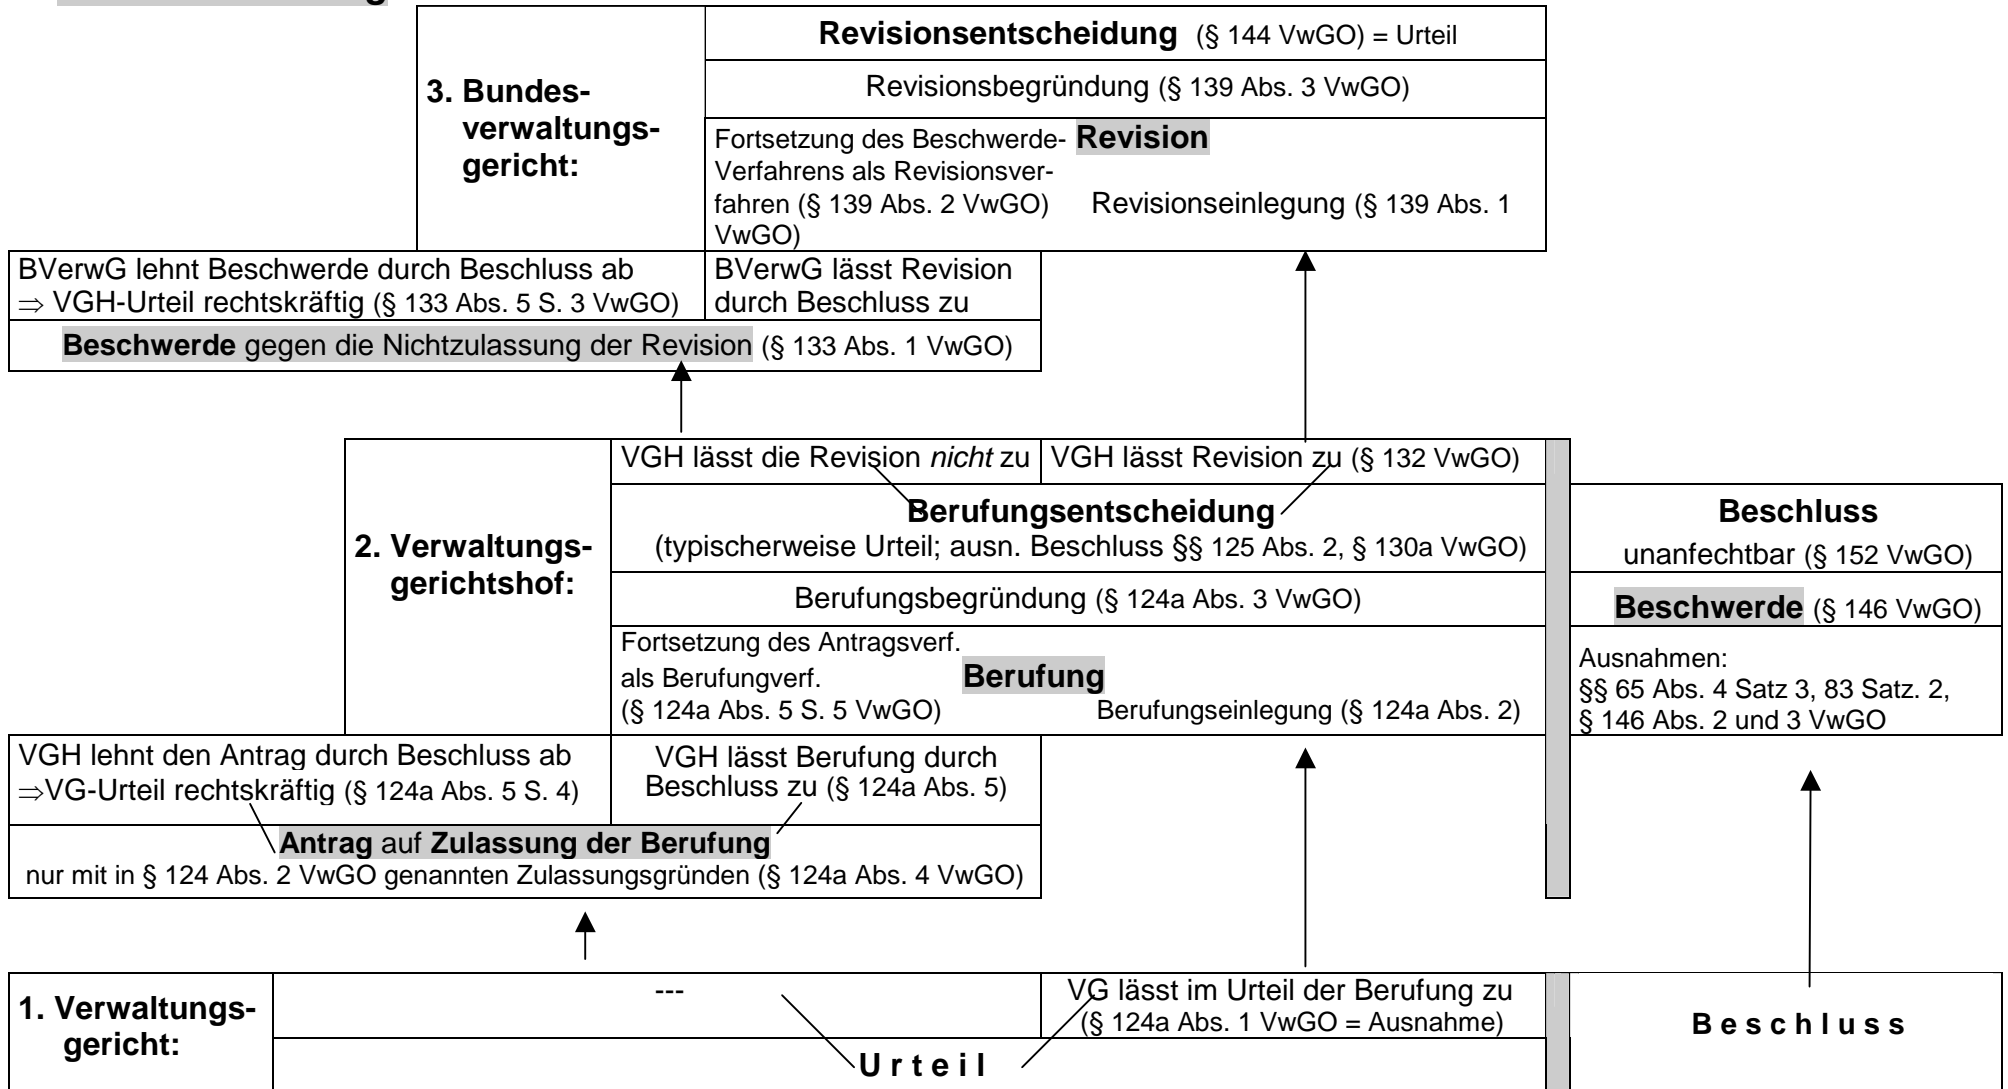 Revisionsentscheidung (§ 144 VwGO) = Urteil
Revisionsbegründung (§ 139 Abs. 3 VwGO)
3. Bundes-
verwaltungs-
gericht:
Fortsetzung des Beschwerde- Revision
Verfahrens als Revisionsver-
fahren (§ 139 Abs. 2 VwGO) Revisionseinlegung (§ 139 Abs. 1
VwGO)
BVerwG lehnt Beschwerde durch Beschluss ab
⇒ VGH-Urteil rechtskräftig (§ 133 Abs. 5 S. 3 VwGO)
BVerwG lässt Revision
durch Beschluss zu
Beschwerde gegen die Nichtzulassung der Revision (§ 133 Abs. 1 VwGO)
VGH lässt die Revision nicht zu
VGH lässt Revision zu (§ 132 VwGO)
2. Verwaltungs-
gerichtshof:
Berufungsentscheidung
(typischerweise Urteil; ausn. Beschluss §§ 125 Abs. 2, § 130a VwGO)
Berufungsbegründung (§ 124a Abs. 3 VwGO)
Fortsetzung des Antragsverf.
als Berufungverf. Berufung
(§ 124a Abs. 5 S. 5 VwGO) Berufungseinlegung (§ 124a Abs. 2)
Beschluss
unanfechtbar (§ 152 VwGO)
Beschwerde (§ 146 VwGO)
Ausnahmen:
§§ 65 Abs. 4 Satz 3, 83 Satz. 2,
§ 146 Abs. 2 und 3 VwGO
VGH lehnt den Antrag durch Beschluss ab
⇒VG-Urteil rechtskräftig (§ 124a Abs. 5 S. 4)
VGH lässt Berufung durch
Beschluss zu (§ 124a Abs. 5)
Antrag auf Zulassung der Berufung
nur mit in § 124 Abs. 2 VwGO genannten Zulassungsgründen (§ 124a Abs. 4 VwGO)
1. Verwaltungs-
gericht:
---
VG lässt im Urteil der Berufung zu
(§ 124a Abs. 1 VwGO = Ausnahme)
U r t e i l
B e s c h l u s s